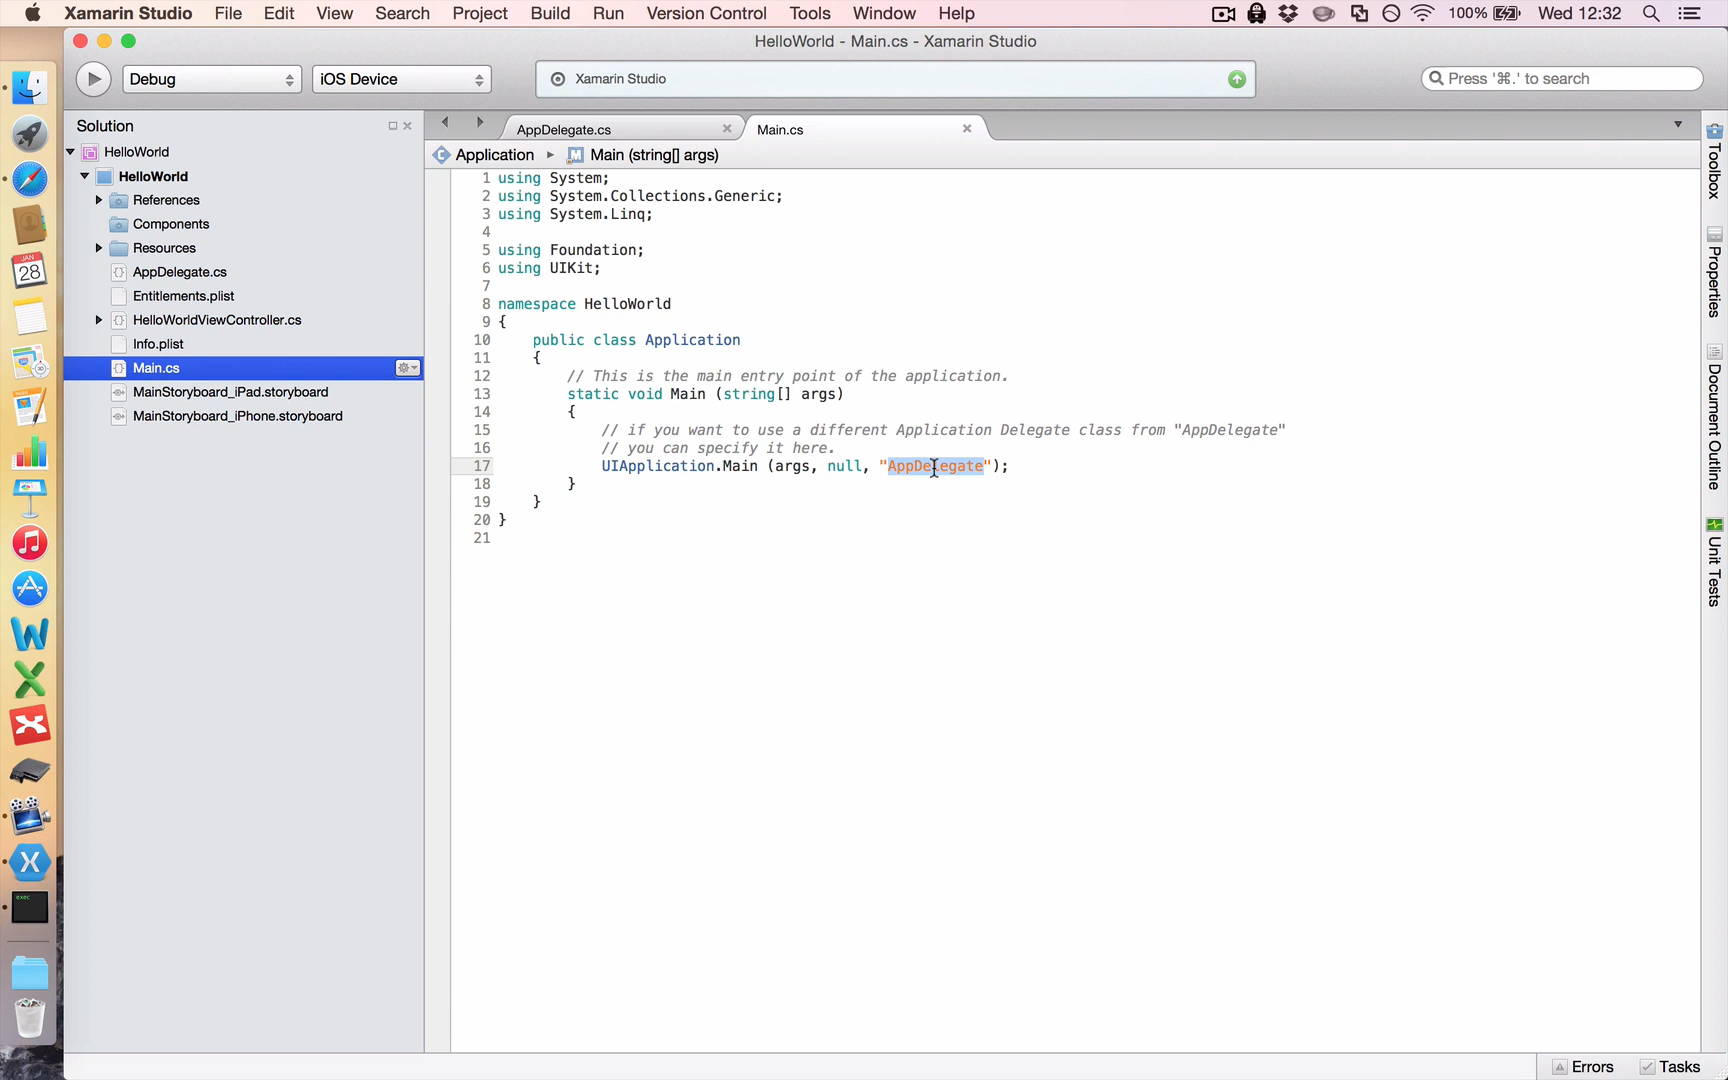 Xamarin Studio File Edit View Search Project Build Run Version Control Tools Window Help 100% Wed 12:32
HelloWorld - Main.cs - Xamarin Studio
Debug iOS Device Xamarin Studio Press '⌘.' to search
Solution
HelloWorld
HelloWorld
References
Components
Resources
AppDelegate.cs
Entitlements.plist
HelloWorldViewController.cs
Info.plist
Main.cs
MainStoryboard_iPad.storyboard
MainStoryboard_iPhone.storyboard
AppDelegate.cs Main.cs
Application Main (string[] args)
1 using System;
2 using System.Collections.Generic;
3 using System.Linq;
4
5 using Foundation;
6 using UIKit;
7
8 namespace HelloWorld
9 {
10 public class Application
11 {
12 // This is the main entry point of the application.
13 static void Main (string[] args)
14 {
15 // if you want to use a different Application Delegate class from "AppDelegate"
16 // you can specify it here.
17 UIApplication.Main (args, null, "AppDelegate");
18 }
19 }
20 }
21
Toolbox
Properties
Document Outline
Unit Tests
JAN
28
exec
Errors Tasks